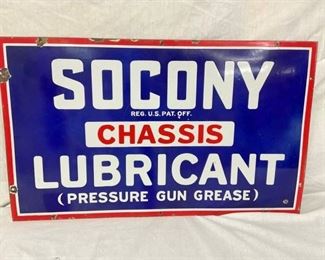 SOCONY
REG. U.S. PAT. OFF.
CHASSIS
LUBRICANT
(PRESSURE GUN GREASE)